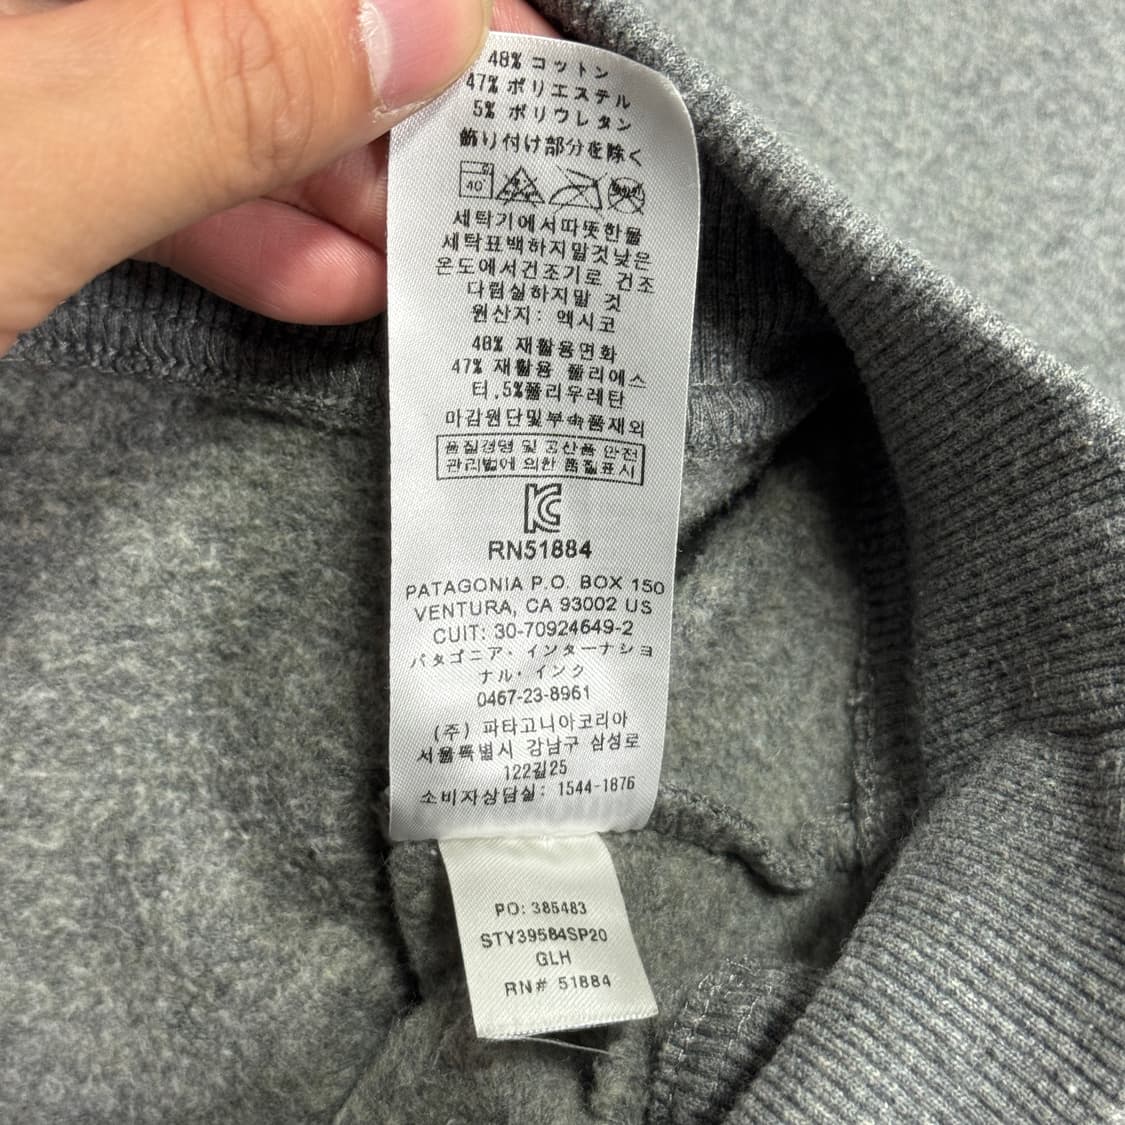 48% コットン
47% ポリエステル
5% ポリウレタン
飾り付け部分を除く
40
세탁기에서따뜻한물
세탁표백하지말것낮은
온도에서건조기로 건조
다림실하지말 것
원산지: 엑시코
48% 재활용면화
47% 재활용 폴리에스
터,5%폴리우레탄
마감원단및부속품재외
품질경영 및 공산품 안전
관리법에 의한 품질표시
RN51884
PATAGONIA P.O. BOX 150
VENTURA, CA 93002 US
CUIT: 30-70924649-2
パタゴニア・インターナショ
ナル・インク
0467-23-8961
(주) 파타고니아코리아
서울특별시 강남구 삼성로
122길25
소비자상담실: 1544-1876
PO: 385483
STY39584SP20
GLH
RN# 51884